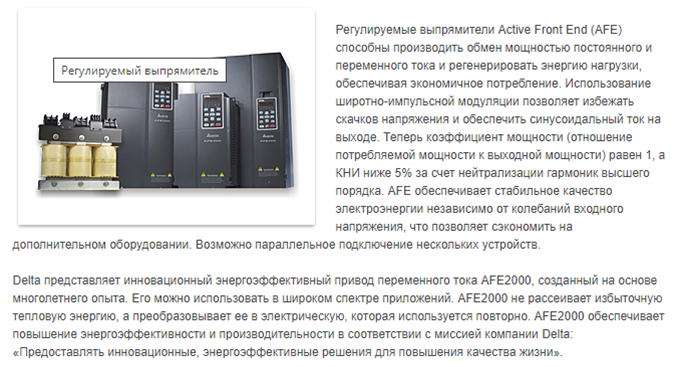 Регулируемый выпрямитель
Регулируемые выпрямители Active Front End (AFE)
способны производить обмен мощностью постоянного и
переменного тока и регенерировать энергию нагрузки,
обеспечивая экономичное потребление. Использование
широтно-импульсной модуляции позволяет избежать
скачков напряжения и обеспечить синусоидальный ток на
выходе. Теперь коэффициент мощности (отношение
потребляемой мощности к выходной мощности) равен 1, а
КНИ ниже 5% за счет нейтрализации гармоник высшего
порядка. AFE обеспечивает стабильное качество
электроэнергии независимо от колебаний входного
напряжения, что позволяет сэкономить на
дополнительном оборудовании. Возможно параллельное подключение нескольких устройств.
Delta представляет инновационный энергоэффективный привод переменного тока AFE2000, созданный на основе
многолетнего опыта. Его можно использовать в широком спектре приложений. AFE2000 не рассеивает избыточную
тепловую энергию, а преобразовывает ее в электрическую, которая используется повторно. AFE2000 обеспечивает
повышение энергоэффективности и производительности в соответствии с миссией компании Delta:
«Предоставлять инновационные, энергоэффективные решения для повышения качества жизни».